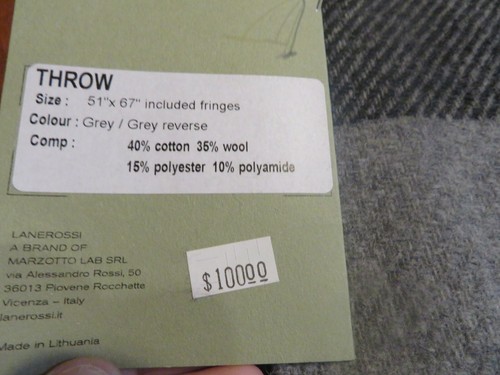 THROW
Size : 51"x 67" included fringes
Colour : Grey / Grey reverse
Comp : 40% cotton 35% wool
15% polyester 10% polyamide
LANEROSSI
A BRAND OF
MARZOTTO LAB SRL
via Alessandro Rossi, 50
36013 Piovene Rocchette
Vicenza – Italy
lanerossi.it
Made in Lithuania
$10000